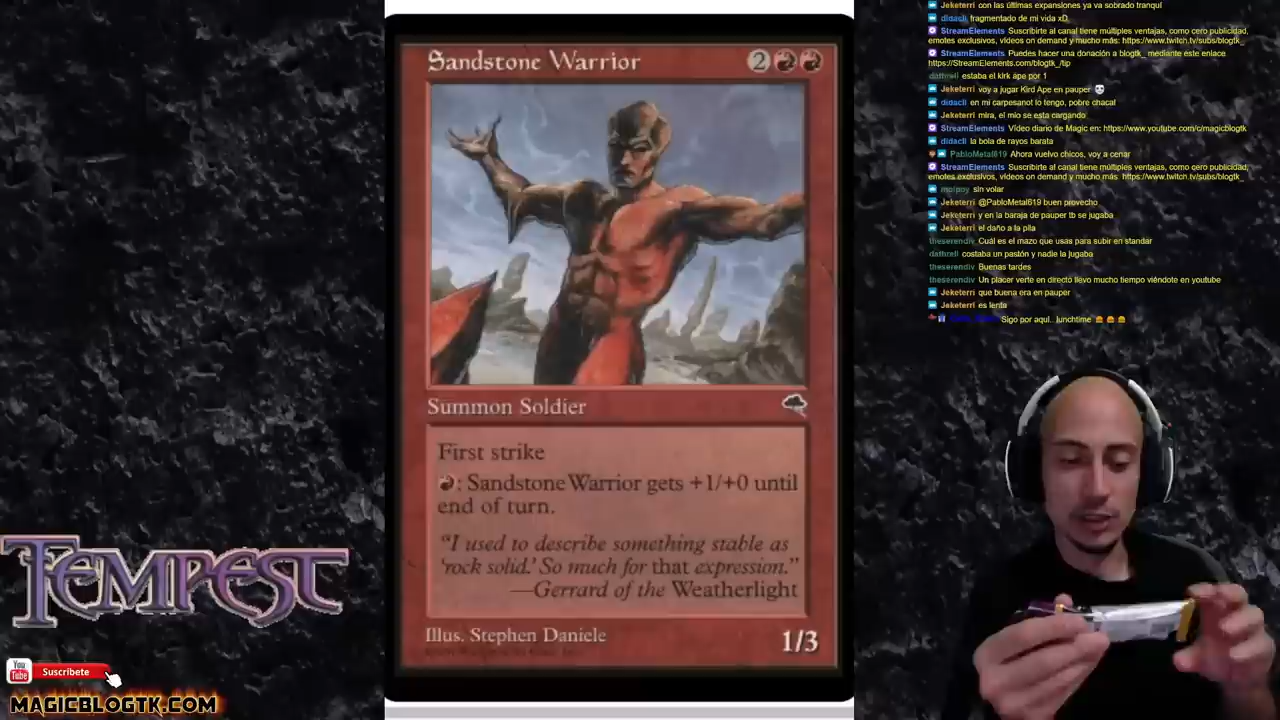 Sandstone Warrior 2
Summon Soldier
First strike
: Sandstone Warrior gets +1/+0 until
end of turn.
"I used to describe something stable as
'rock solid.' So much for that expression."
—Gerrard of the Weatherlight
Illus. Stephen Daniele
1/3
TEMPEST
You
Tube
Suscribete
MAGICBLOGTK.COM
Jeketerri con las últimas expansiones ya va sobrado tranquí
didacli fragmentado de mi vida xD
StreamElements Suscribirte al canal tiene múltiples ventajas, como cero publicidad,
emotes exclusivos, vídeos on demand y mucho más: https://www.twitch.tv/subs/blogtk_
StreamElements Puedes hacer una donación a blogtk_ mediante este enlace
https://StreamElements.com/blogtk_/tip
dathrell estaba el kirk ape por 1
Jeketerri voy a jugar Kird Ape en pauper
didacli en mi carpesanot lo tengo, pobre chacal
Jeketerri mira, el mio se esta cargando
StreamElements Vídeo diario de Magic en: https://www.youtube.com/c/magicblogtk
didacli la bola de rayos barata
PabloMetal619 Ahora vuelvo chicos, voy a cenar
StreamElements Suscribirte al canal tiene múltiples ventajas, como cero publicidad,
emotes exclusivos, vídeos on demand y mucho más: https://www.twitch.tv/subs/blogtk_
molpoy sin volar
Jeketerri @PabloMetal619 buen provecho
Jeketerri y en la baraja de pauper tb se jugaba
Jeketerri el daño a la pila
theserendiv Cuál es el mazo que usas para subir en standar
dathrell costaba un pastón y nadie la jugaba
theserendiv Buenas tardes
theserendiv Un placer verte en directo llevo mucho tiempo viéndote en youtube
Jeketerri que buena era en pauper
Jeketerri es lenta
Sigo por aquí.. lunchtime